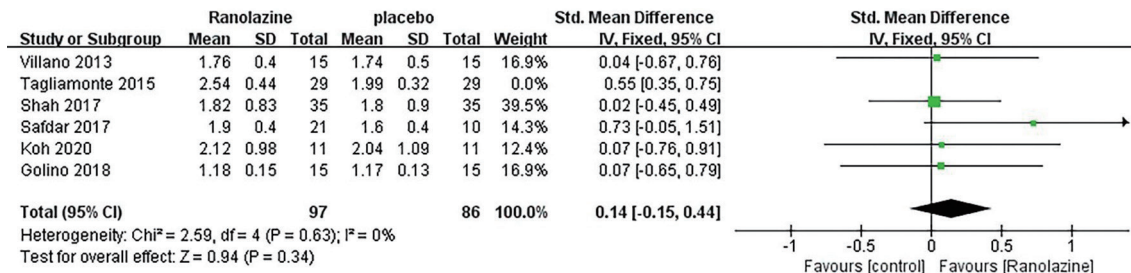 Ranolazine placebo Std. Mean Difference Std. Mean Difference
Study or Subgroup Mean SD Total Mean SD Total Weight IV, Fixed, 95% CI IV, Fixed, 95% CI
Villano 2013 1.76 0.4 15 1.74 0.5 15 16.9% 0.04 [-0.67, 0.76]
Tagliamonte 2015 2.54 0.44 29 1.99 0.32 29 0.0% 0.55 [0.35, 0.75]
Shah 2017 1.82 0.83 35 1.8 0.9 35 39.5% 0.02 [-0.45, 0.49]
Safdar 2017 1.9 0.4 21 1.6 0.4 10 14.3% 0.73 [-0.05, 1.51]
Koh 2020 2.12 0.98 11 2.04 1.09 11 12.4% 0.07 [-0.76, 0.91]
Golino 2018 1.18 0.15 15 1.17 0.13 15 16.9% 0.07 [-0.65, 0.79]
Total (95% CI) 97 86 100.0% 0.14 [-0.15, 0.44]
Heterogeneity: Chi² = 2.59, df = 4 (P = 0.63); I² = 0%
Test for overall effect: Z = 0.94 (P = 0.34)
-1 -0.5 0 0.5 1
Favours [control] Favours [Ranolazine]